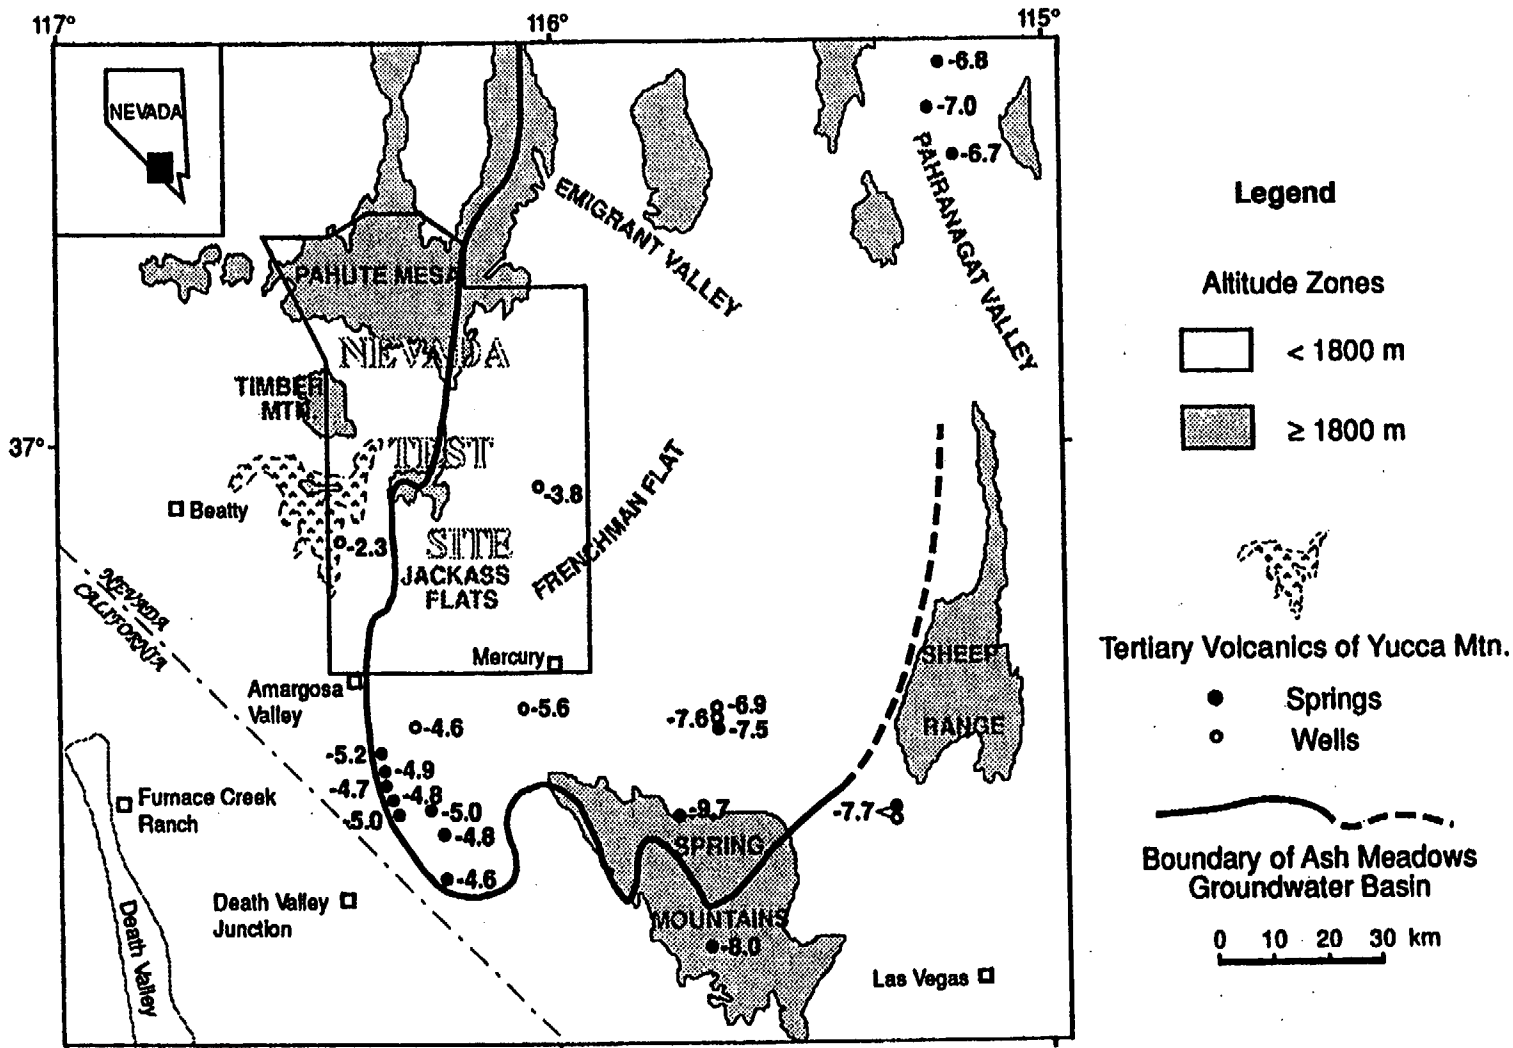 117°
116°
115°
NEVADA
-6.8
-7.0
-6.7
PAHRANAGAT VALLEY
EMIGRANT VALLEY
PAHUTE MESA
NEVADA
TIMBER
MTN.
37°
TEST
Beatty
-3.8
-2.3
SITE
FRENCHMAN FLAT
JACKASS
FLATS
NEVADA
CALIFORNIA
Mercury
Amargosa
Valley
-5.6
-4.6
-6.9
-7.6
-7.5
SHEEP
RANGE
-5.2
-4.9
-4.7
-4.8
-5.0
-5.0
-4.8
-4.6
Furnace Creek
Ranch
-9.7
-7.7
SPRING
MOUNTAINS
-8.0
Death Valley
Junction
Death Valley
Las Vegas
Legend
Altitude Zones
< 1800 m
≥ 1800 m
Tertiary Volcanics of Yucca Mtn.
Springs
Wells
Boundary of Ash Meadows
Groundwater Basin
0 10 20 30 km